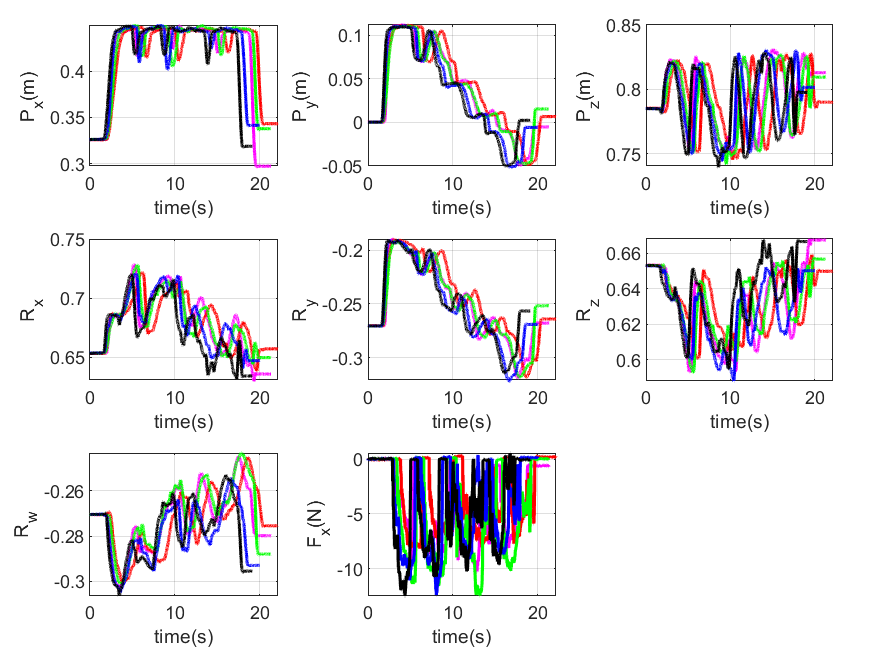 0.4
0.35
0.3
P_x(m)
0 10 20
time(s)
0.1
0.05
0
-0.05
P_y(m)
0 10 20
time(s)
0.85
0.8
0.75
P_z(m)
0 10 20
time(s)
0.75
0.7
0.65
R_x
0 10 20
time(s)
-0.2
-0.25
-0.3
R_y
0 10 20
time(s)
0.66
0.64
0.62
0.6
R_z
0 10 20
time(s)
-0.26
-0.28
-0.3
R_w
0 10 20
time(s)
0
-5
-10
F_x(N)
0 10 20
time(s)